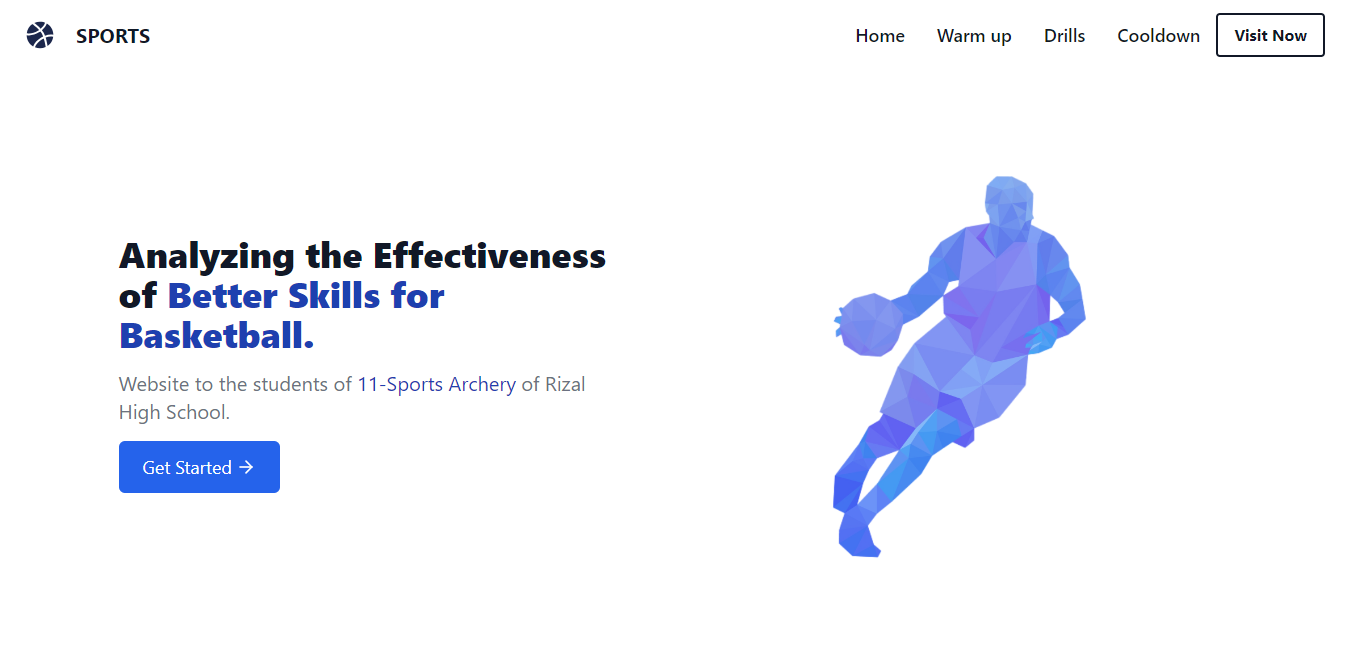 SPORTS
Home
Warm up
Drills
Cooldown
Visit Now
Analyzing the Effectiveness
of Better Skills for
Basketball.
Website to the students of 11-Sports Archery of Rizal
High School.
Get Started →